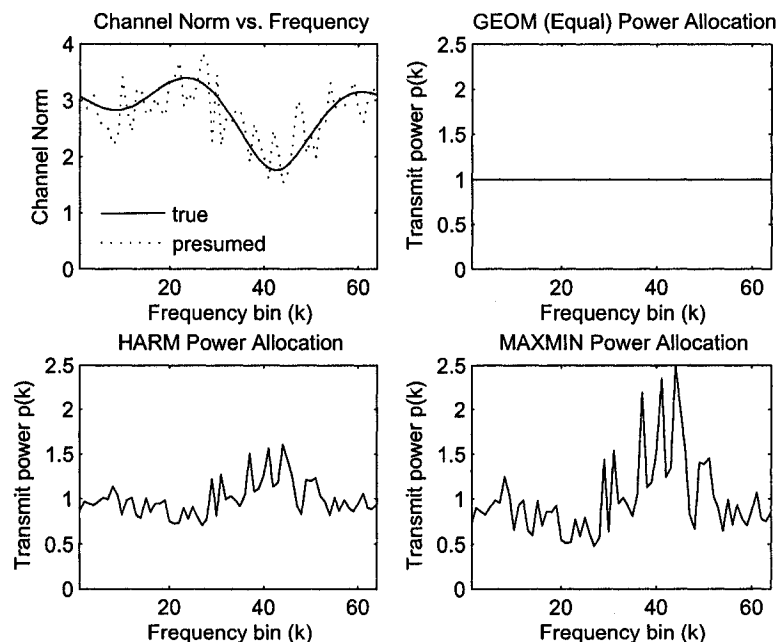 Channel Norm vs. Frequency
4
3
2
1
0
Channel Norm
true
presumed
0
20
40
60
Frequency bin (k)
GEOM (Equal) Power Allocation
2.5
2
1.5
1
0.5
0
Transmit power p(k)
20
40
60
Frequency bin (k)
HARM Power Allocation
2.5
2
1.5
1
0.5
0
Transmit power p(k)
20
40
60
Frequency bin (k)
MAXMIN Power Allocation
2.5
2
1.5
1
0.5
0
Transmit power p(k)
20
40
60
Frequency bin (k)